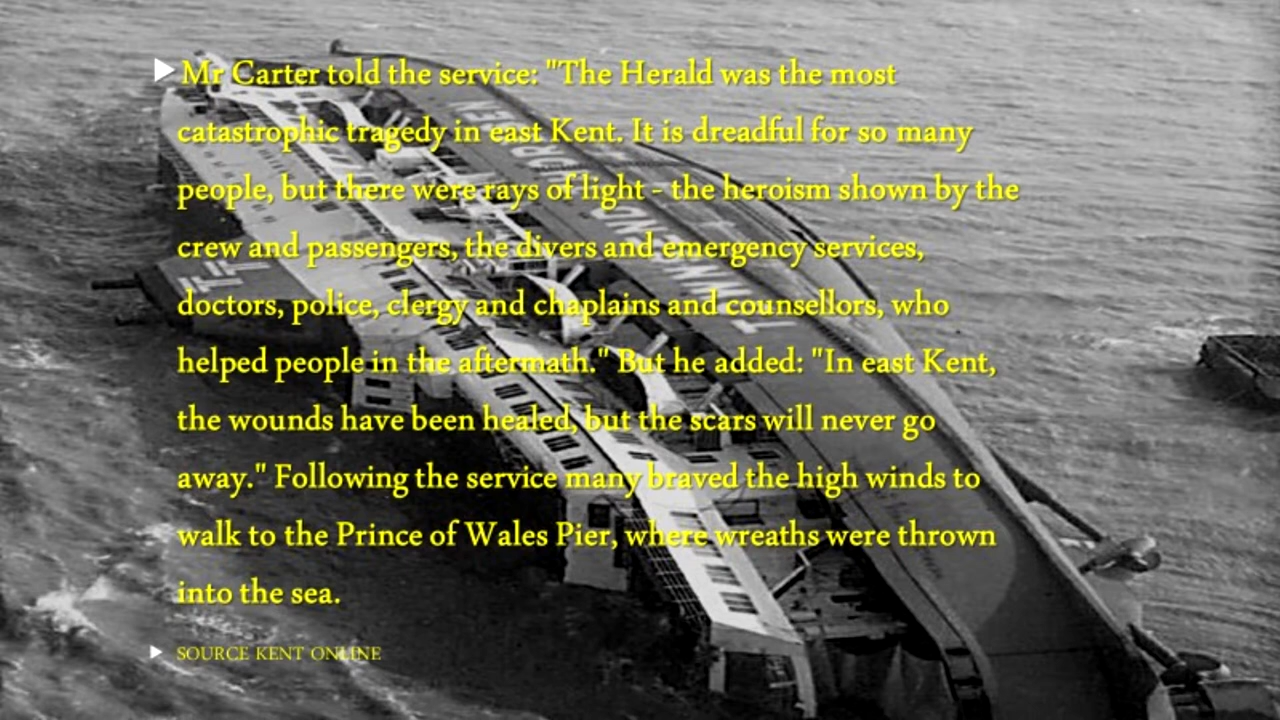 Mr Carter told the service: "The Herald was the most
catastrophic tragedy in east Kent. It is dreadful for so many
people, but there were rays of light - the heroism shown by the
crew and passengers, the divers and emergency services,
doctors, police, clergy and chaplains and counsellors, who
helped people in the aftermath." But he added: "In east Kent,
the wounds have been healed, but the scars will never go
away." Following the service many braved the high winds to
walk to the Prince of Wales Pier, where wreaths were thrown
into the sea.
SOURCE KENT ONLINE